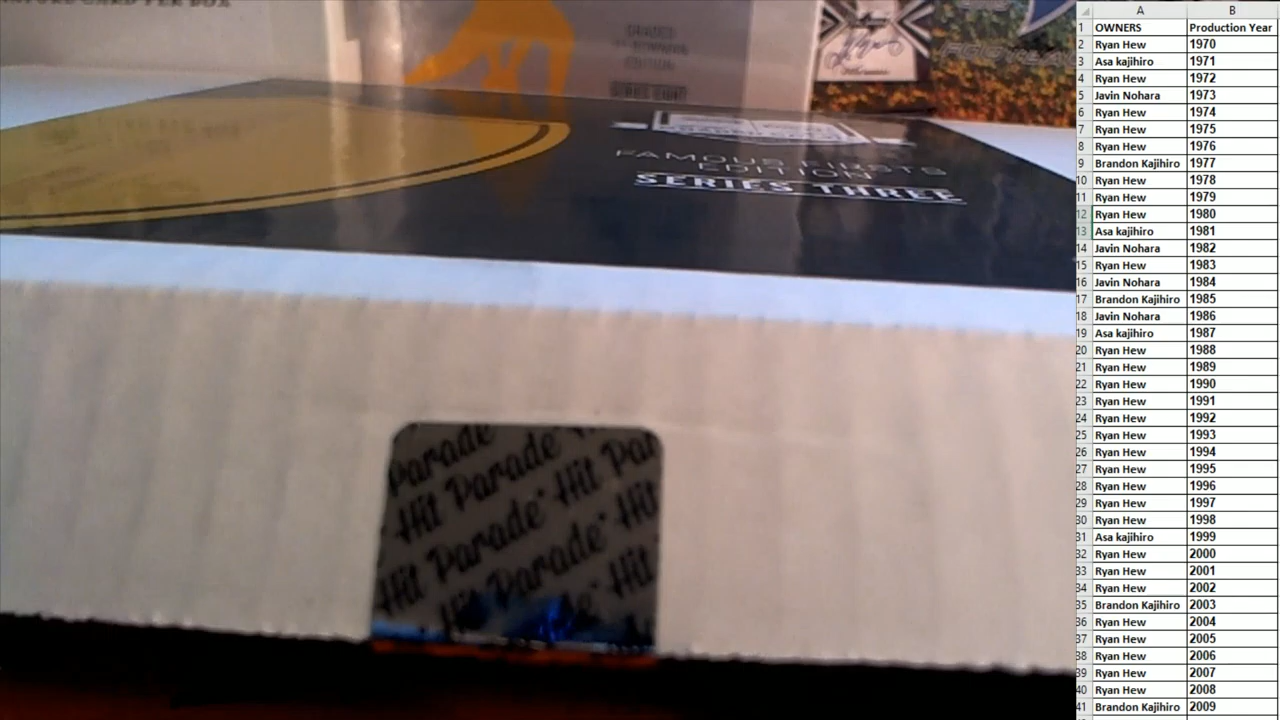 GRADED
EDITION
FAMOUS FIRSTS
EDITION
SERIES THREE
Parade
Hit Parade
Hit Parade Hit Par
Hit Parade Hit
Hit Parade Hit
A B
1 OWNERS Production Year
2 Ryan Hew 1970
3 Asa kajihiro 1971
4 Ryan Hew 1972
5 Javin Nohara 1973
6 Ryan Hew 1974
7 Ryan Hew 1975
8 Ryan Hew 1976
9 Brandon Kajihiro 1977
10 Ryan Hew 1978
11 Ryan Hew 1979
12 Ryan Hew 1980
13 Asa kajihiro 1981
14 Javin Nohara 1982
15 Ryan Hew 1983
16 Javin Nohara 1984
17 Brandon Kajihiro 1985
18 Javin Nohara 1986
19 Asa kajihiro 1987
20 Ryan Hew 1988
21 Ryan Hew 1989
22 Ryan Hew 1990
23 Ryan Hew 1991
24 Ryan Hew 1992
25 Ryan Hew 1993
26 Ryan Hew 1994
27 Ryan Hew 1995
28 Ryan Hew 1996
29 Ryan Hew 1997
30 Ryan Hew 1998
31 Asa kajihiro 1999
32 Ryan Hew 2000
33 Ryan Hew 2001
34 Ryan Hew 2002
35 Brandon Kajihiro 2003
36 Ryan Hew 2004
37 Ryan Hew 2005
38 Ryan Hew 2006
39 Ryan Hew 2007
40 Ryan Hew 2008
41 Brandon Kajihiro 2009